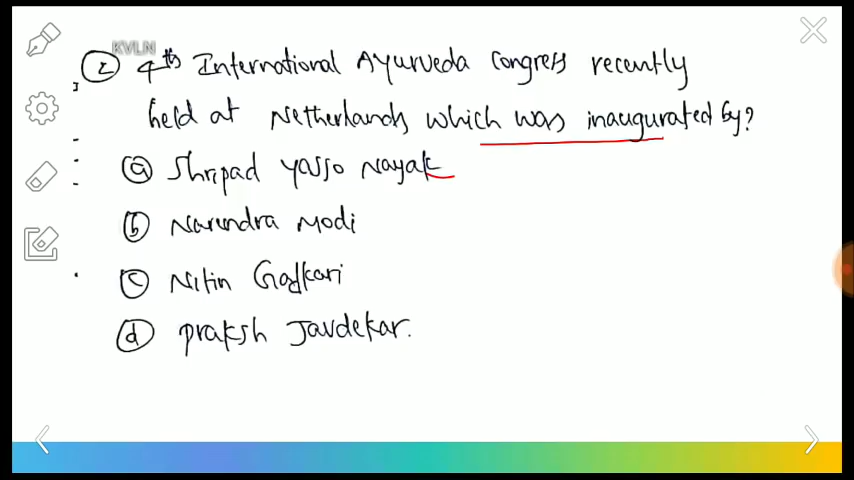 KVLN
2 4th International Ayurveda Congress recently
held at Netherlands which was inaugurated by?
a Shripad yasso Nayak
b Narendra Modi
c Nitin Gadkari
d praksh Javdekar.